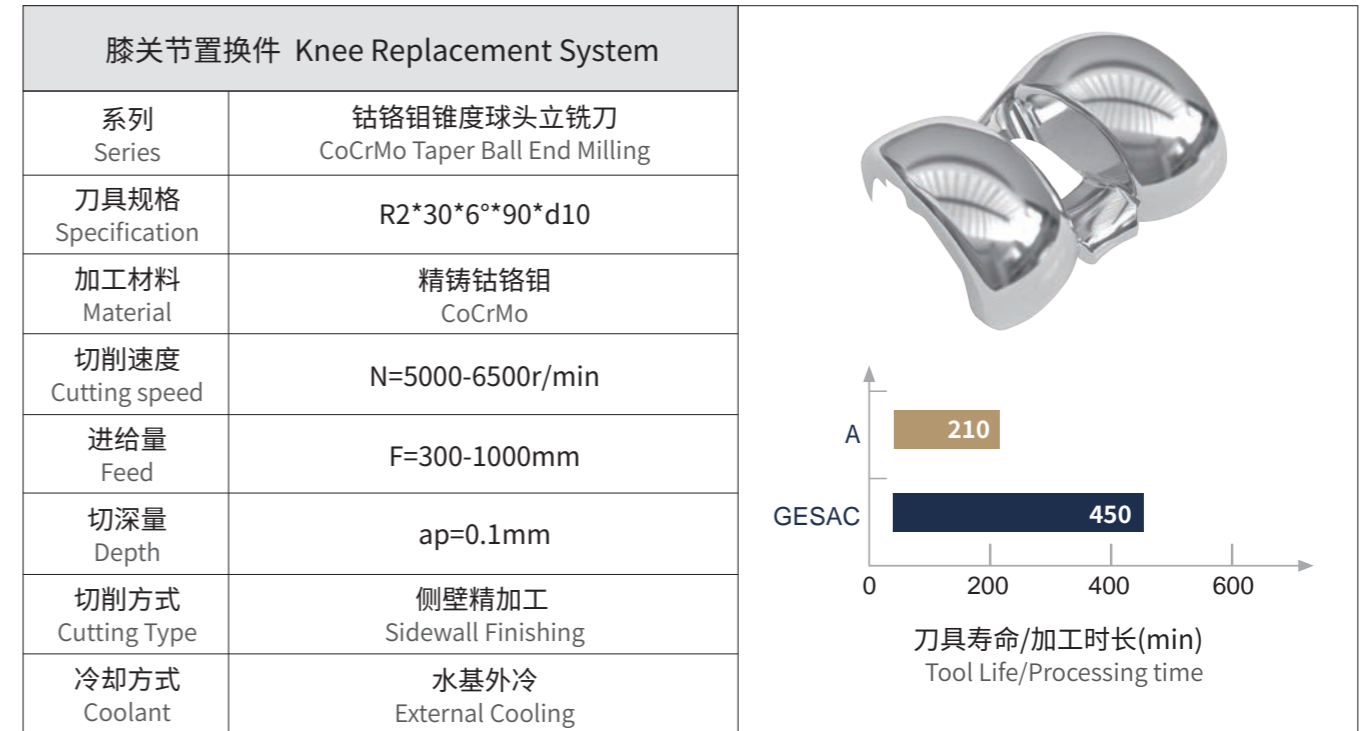 膝关节置换件 Knee Replacement System
系列
Series
钴铬钼锥度球头立铣刀
CoCrMo Taper Ball End Milling
刀具规格
Specification
R2*30*6°*90*d10
加工材料
Material
精铸钴铬钼
CoCrMo
切削速度
Cutting speed
N=5000-6500r/min
进给量
Feed
F=300-1000mm
切深量
Depth
ap=0.1mm
切削方式
Cutting Type
侧壁精加工
Sidewall Finishing
冷却方式
Coolant
水基外冷
External Cooling
A
210
GESAC
450
0 200 400 600
刀具寿命/加工时长(min)
Tool Life/Processing time